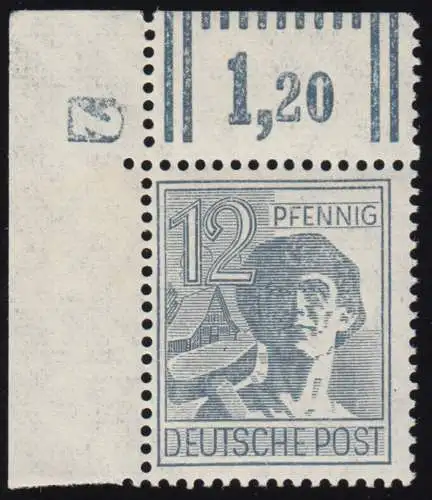 1,20
N
12 PFENNIG
DEUTSCHE POST